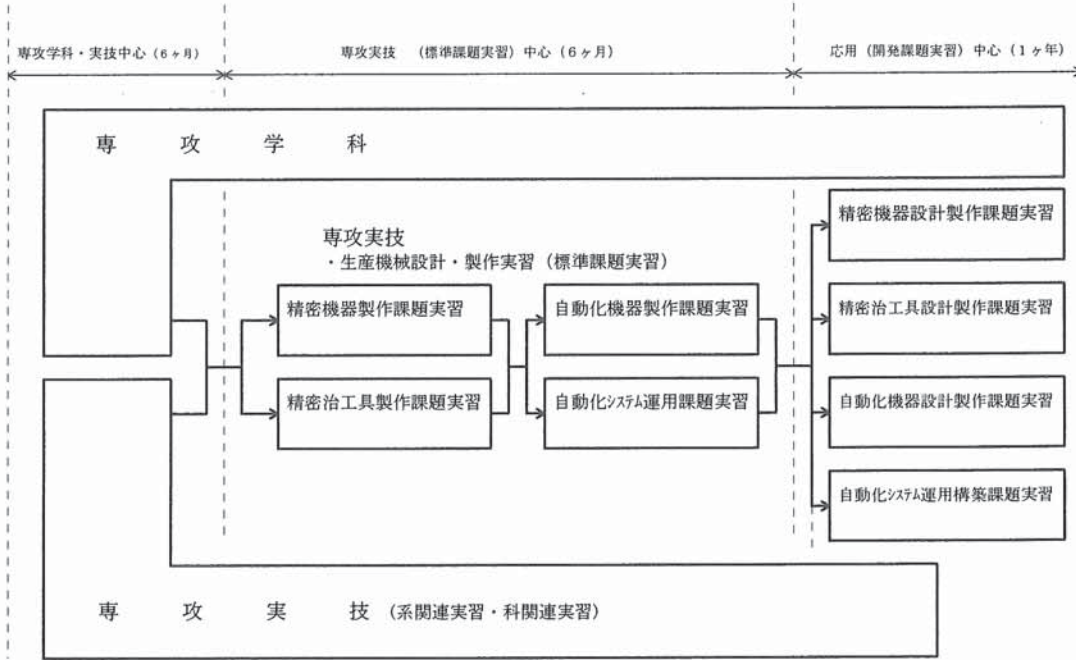 専攻学科・実技中心（6ヶ月）
専攻実技　（標準課題実習）中心（6ヶ月）
応用（開発課題実習）中心（1ヶ年）
専攻学科
専攻実技
・生産機械設計・製作実習（標準課題実習）
精密機器製作課題実習
自動化機器製作課題実習
精密治工具製作課題実習
自動化ｼｽﾃﾑ運用課題実習
精密機器設計製作課題実習
精密治工具設計製作課題実習
自動化機器設計製作課題実習
自動化ｼｽﾃﾑ運用構築課題実習
専攻実技（系関連実習・科関連実習）